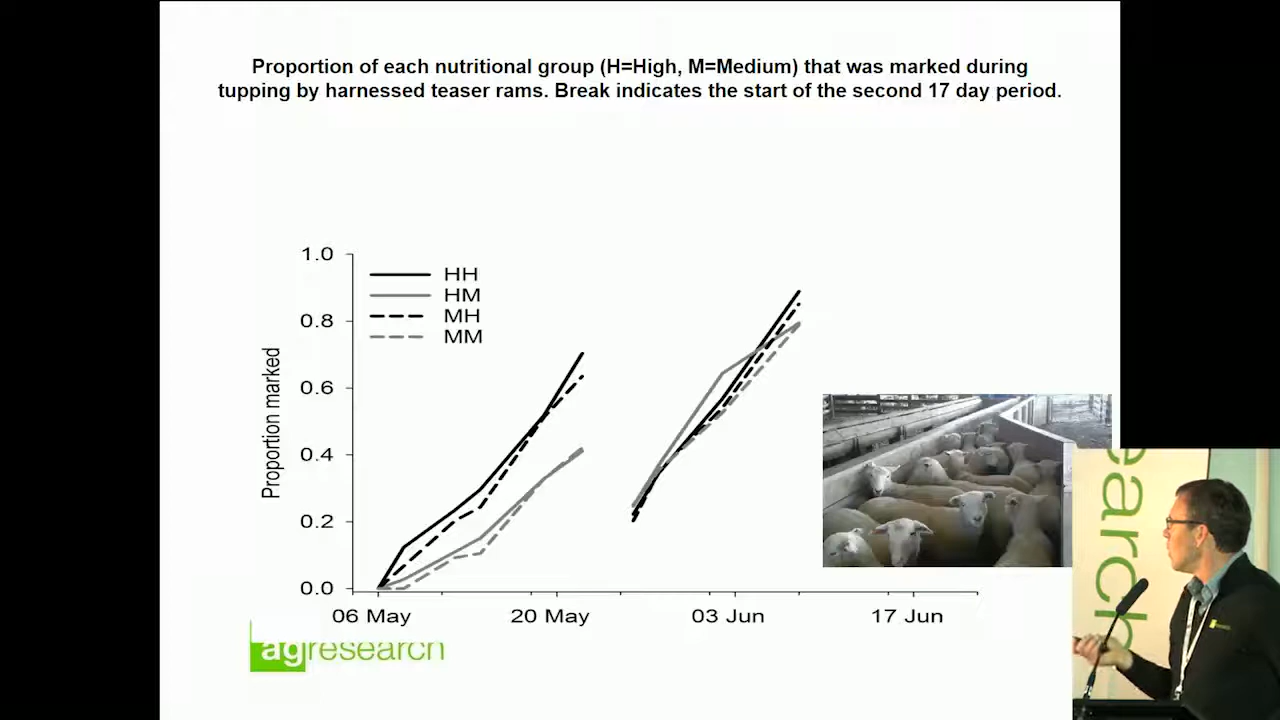 Proportion of each nutritional group (H=High, M=Medium) that was marked during
tupping by harnessed teaser rams. Break indicates the start of the second 17 day period.
1.0
0.8
0.6
0.4
0.2
0.0
Proportion marked
HH
HM
MH
MM
06 May
20 May
03 Jun
17 Jun
agresearch
earch